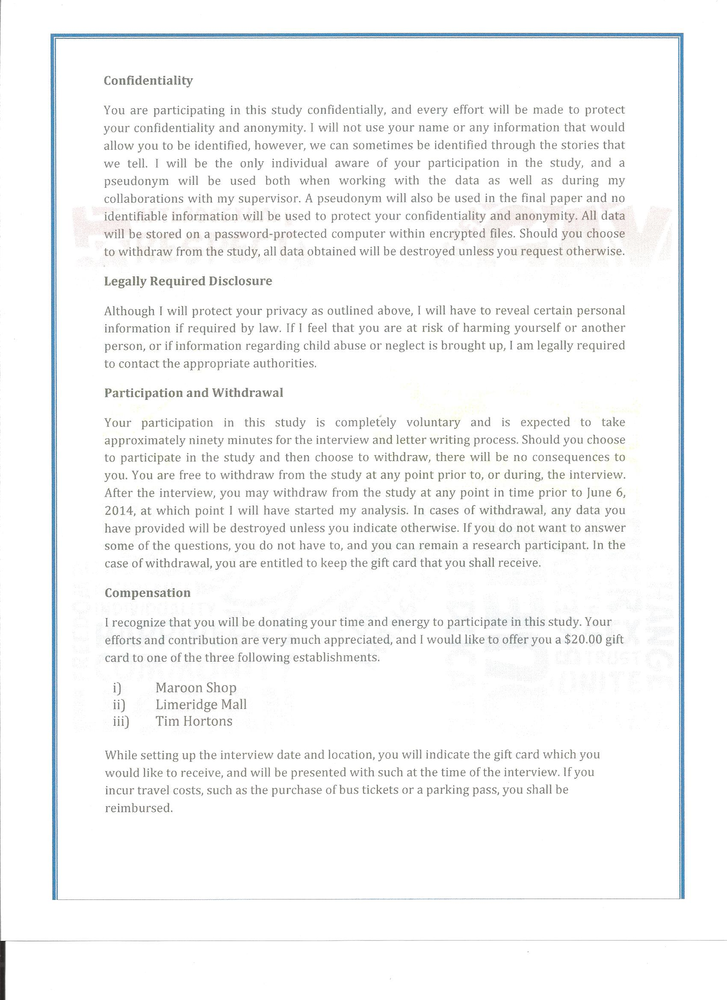 Confidentiality
You are participating in this study confidentially, and every effort will be made to protect
your confidentiality and anonymity. I will not use your name or any information that would
allow you to be identified, however, we can sometimes be identified through the stories that
we tell. I will be the only individual aware of your participation in the study, and a
pseudonym will be used both when working with the data as well as during my
collaborations with my supervisor. A pseudonym will also be used in the final paper and no
identifiable information will be used to protect your confidentiality and anonymity. All data
will be stored on a password-protected computer within encrypted files. Should you choose
to withdraw from the study, all data obtained will be destroyed unless you request otherwise.
Legally Required Disclosure
Although I will protect your privacy as outlined above, I will have to reveal certain personal
information if required by law. If I feel that you are at risk of harming yourself or another
person, or if information regarding child abuse or neglect is brought up, I am legally required
to contact the appropriate authorities.
Participation and Withdrawal
Your participation in this study is completely voluntary and is expected to take
approximately ninety minutes for the interview and letter writing process. Should you choose
to participate in the study and then choose to withdraw, there will be no consequences to
you. You are free to withdraw from the study at any point prior to, or during, the interview.
After the interview, you may withdraw from the study at any point in time prior to June 6,
2014, at which point I will have started my analysis. In cases of withdrawal, any data you
have provided will be destroyed unless you indicate otherwise. If you do not want to answer
some of the questions, you do not have to, and you can remain a research participant. In the
case of withdrawal, you are entitled to keep the gift card that you shall receive.
Compensation
I recognize that you will be donating your time and energy to participate in this study. Your
efforts and contribution are very much appreciated, and I would like to offer you a $20.00 gift
card to one of the three following establishments.
i) Maroon Shop
ii) Limeridge Mall
iii) Tim Hortons
While setting up the interview date and location, you will indicate the gift card which you
would like to receive, and will be presented with such at the time of the interview. If you
incur travel costs, such as the purchase of bus tickets or a parking pass, you shall be
reimbursed.